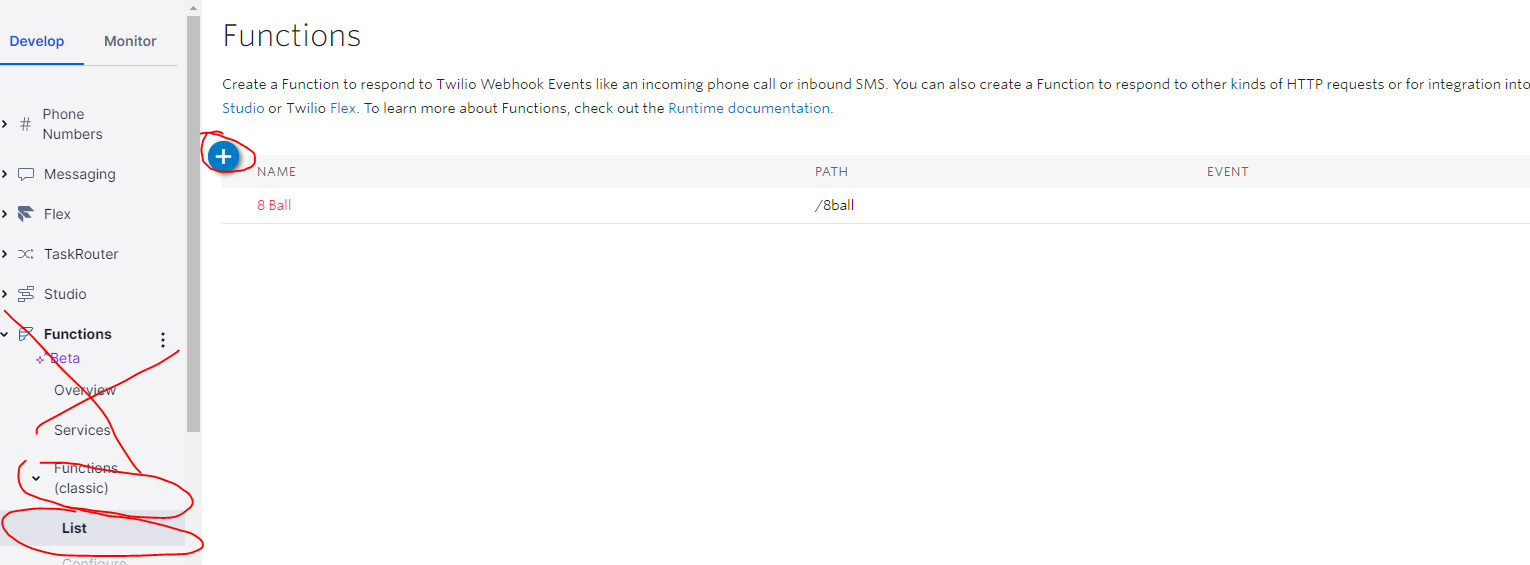 Develop Monitor
Phone
Numbers
Messaging
Flex
TaskRouter
Studio
Functions
Beta
Overview
Services
Functions
(classic)
List
Configure
Functions
Create a Function to respond to Twilio Webhook Events like an incoming phone call or inbound SMS. You can also create a Function to respond to other kinds of HTTP requests or for integration into
Studio or Twilio Flex. To learn more about Functions, check out the Runtime documentation.
NAME PATH EVENT
8 Ball /8ball